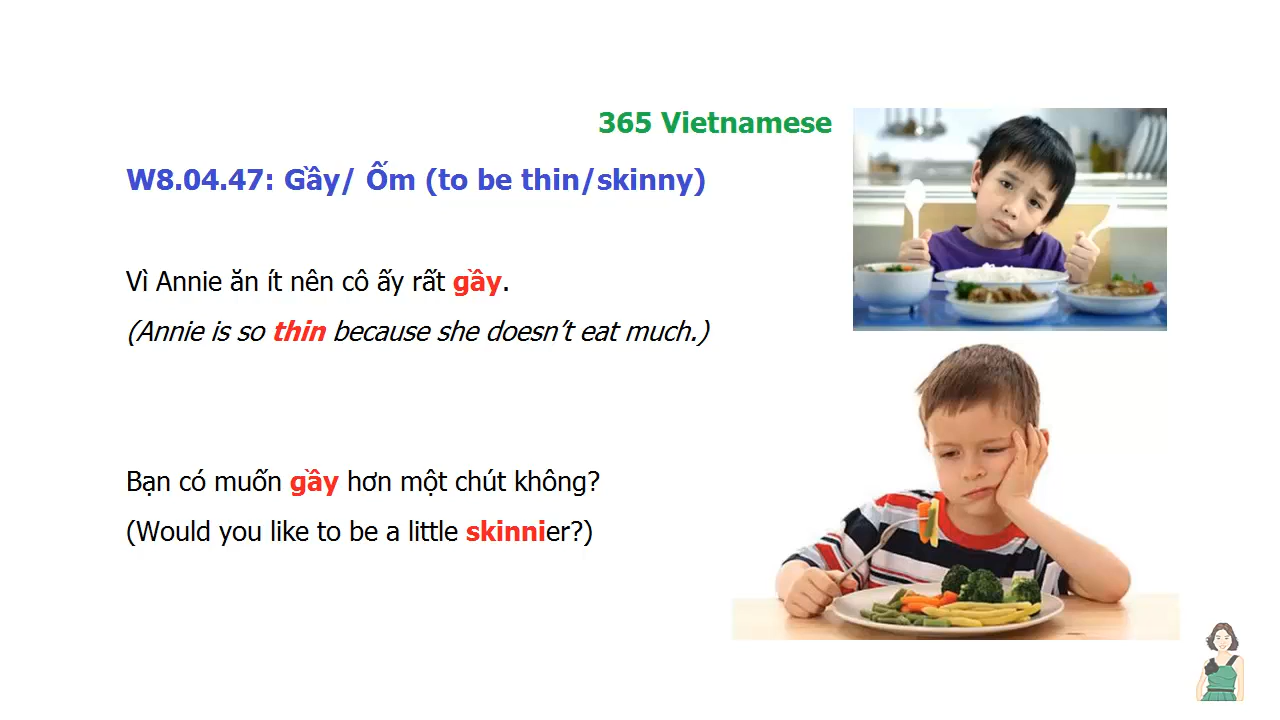 365 Vietnamese
W8.04.47: Gầy/ Ốm (to be thin/skinny)
Vì Annie ăn ít nên cô ấy rất gầy.
(Annie is so thin because she doesn’t eat much.)
Bạn có muốn gầy hơn một chút không?
(Would you like to be a little skinnier?)